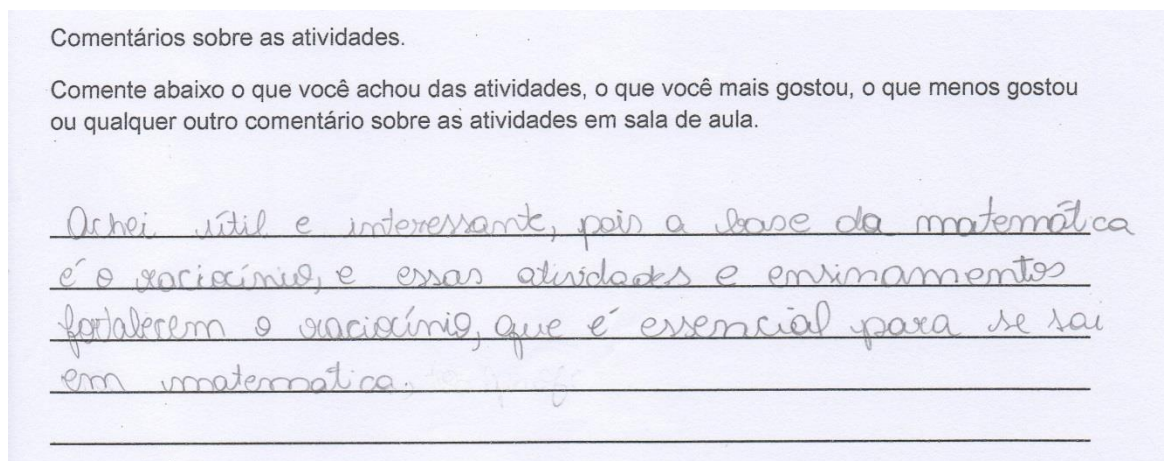 Comentários sobre as atividades.
Comente abaixo o que você achou das atividades, o que você mais gostou, o que menos gostou
ou qualquer outro comentário sobre as atividades em sala de aula.
Achei útil e interessante, pois a base da matemática
é o raciocínio, e essas atividades e ensinamentos
fortalecem o raciocínio, que é essencial para se sai
em matematica.